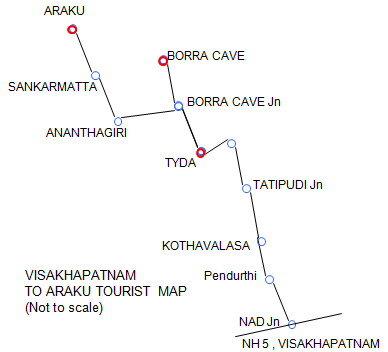 ARAKU
BORRA CAVE
SANKARMATTA
BORRA CAVE Jn
ANANTHAGIRI
TYDA
TATIPUDI Jn
KOTHAVALASA
Pendurthi
VISAKHAPATNAM
TO ARAKU TOURIST MAP
(Not to scale)
NAD Jn
NH 5 , VISAKHAPATNAM